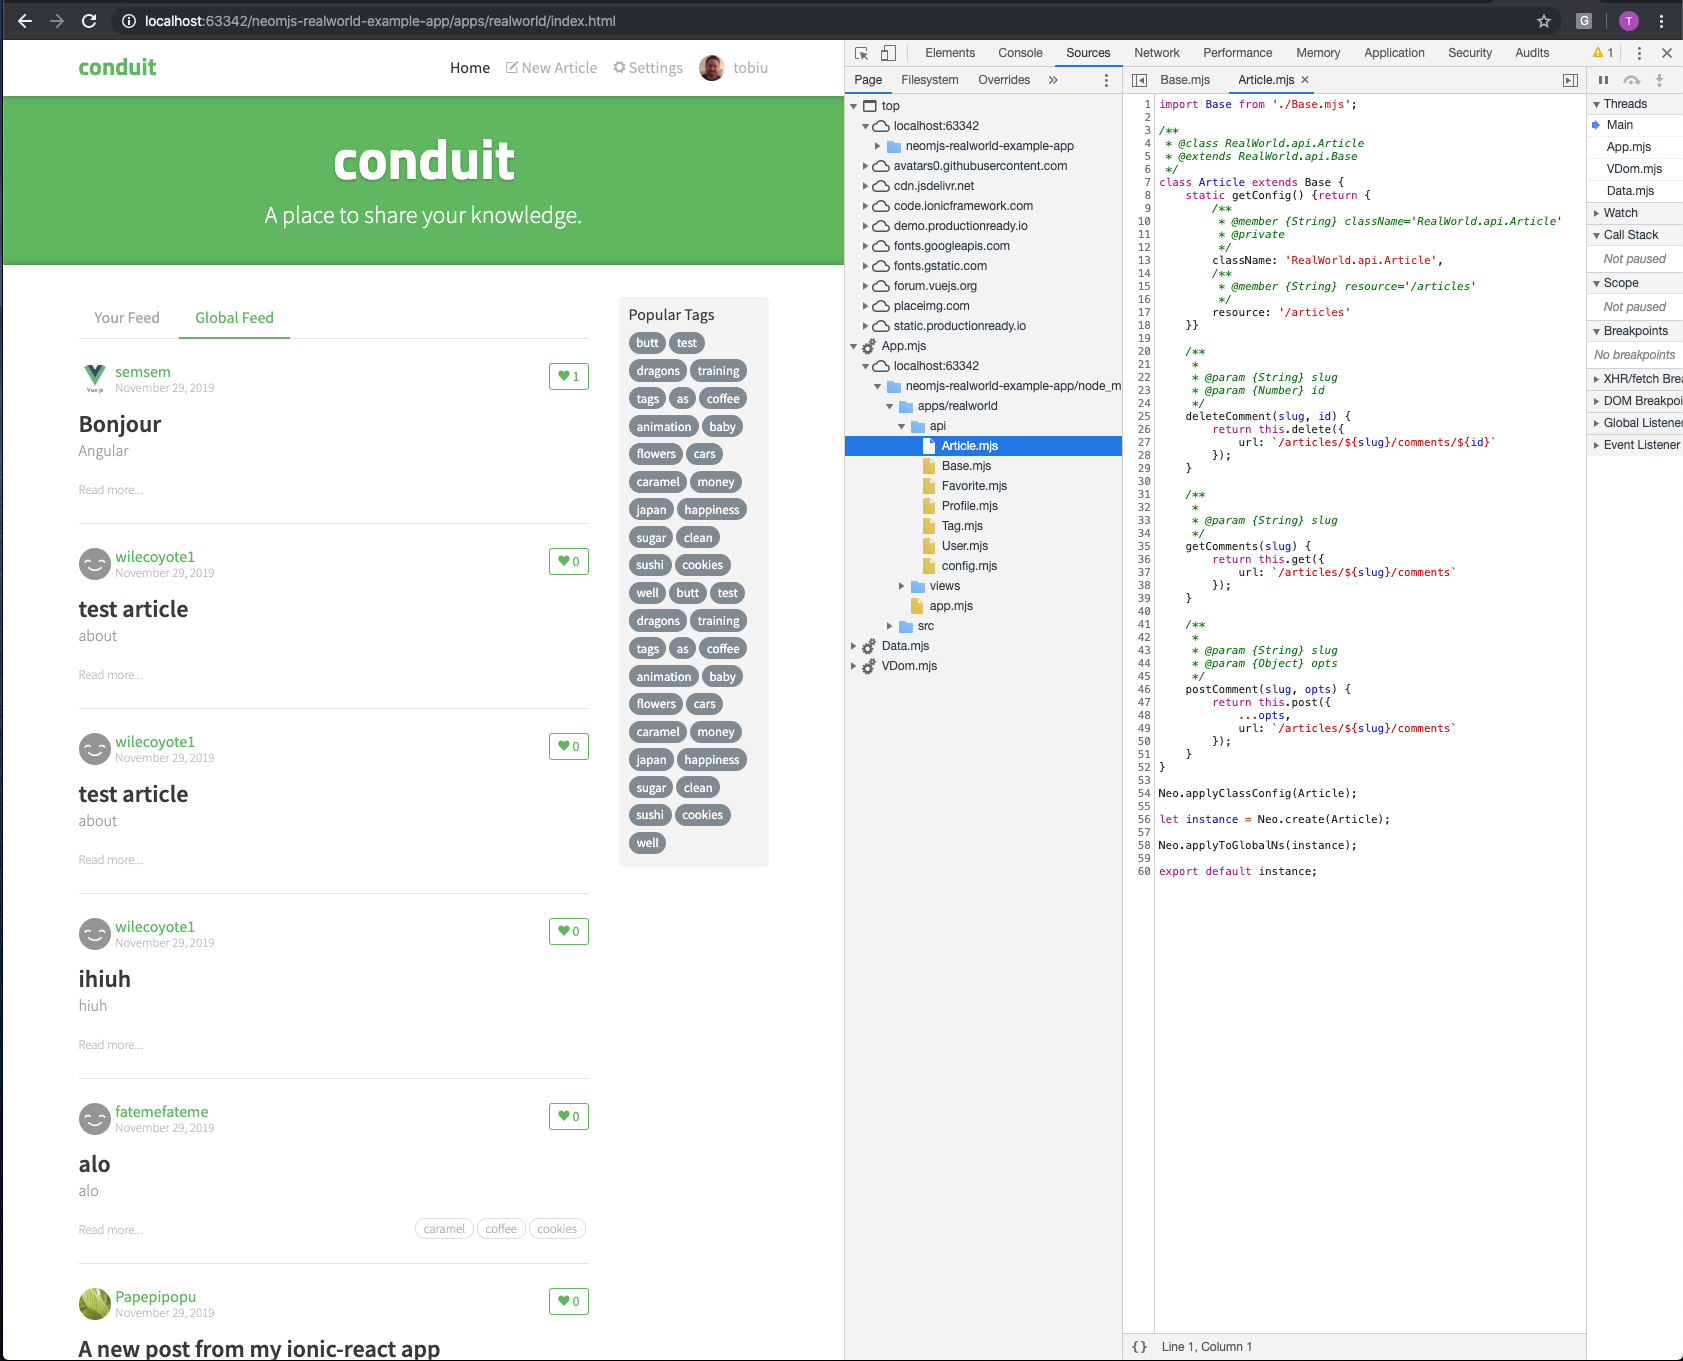 localhost:63342/neomjs-realworld-example-app/apps/realworld/index.html
G
T
conduit
Home
New Article
Settings
tobiu
conduit
A place to share your knowledge.
Your Feed
Global Feed
semsem
November 29, 2019
1
Vue.js
Bonjour
Angular
Read more...
wilecoyote1
November 29, 2019
0
test article
about
Read more...
wilecoyote1
November 29, 2019
0
test article
about
Read more...
wilecoyote1
November 29, 2019
0
ihiuh
hiuh
Read more...
fatemefateme
November 29, 2019
0
alo
alo
Read more...
caramel coffee cookies
Papepipopu
November 29, 2019
0
A new post from my ionic-react app
Popular Tags
butt test
dragons training
tags as coffee
animation baby
flowers cars
caramel money
japan happiness
sugar clean
sushi cookies
well butt test
dragons training
tags as coffee
animation baby
flowers cars
caramel money
japan happiness
sugar clean
sushi cookies
well
Elements Console Sources Network Performance Memory Application Security Audits 1
Page Filesystem Overrides »
top
localhost:63342
neomjs-realworld-example-app
avatars0.githubusercontent.com
cdn.jsdelivr.net
code.ionicframework.com
demo.productionready.io
fonts.googleapis.com
fonts.gstatic.com
forum.vuejs.org
placeimg.com
static.productionready.io
App.mjs
localhost:63342
neomjs-realworld-example-app/node_m
apps/realworld
api
Article.mjs
Base.mjs
Favorite.mjs
Profile.mjs
Tag.mjs
User.mjs
config.mjs
views
app.mjs
src
Data.mjs
VDom.mjs
Base.mjs Article.mjs ×
1 import Base from './Base.mjs';
2
3 /**
4 * @class RealWorld.api.Article
5 * @extends RealWorld.api.Base
6 */
7 class Article extends Base {
8 static getConfig() {return {
9 /**
10 * @member {String} className='RealWorld.api.Article'
11 * @private
12 */
13 className: 'RealWorld.api.Article',
14 /**
15 * @member {String} resource='/articles'
16 */
17 resource: '/articles'
18 }}
19
20 /**
21 *
22 * @param {String} slug
23 * @param {Number} id
24 */
25 deleteComment(slug, id) {
26 return this.delete({
27 url: `/articles/${slug}/comments/${id}`
28 });
29 }
30
31 /**
32 *
33 * @param {String} slug
34 */
35 getComments(slug) {
36 return this.get({
37 url: `/articles/${slug}/comments`
38 });
39 }
40
41 /**
42 *
43 * @param {String} slug
44 * @param {Object} opts
45 */
46 postComment(slug, opts) {
47 return this.post({
48 ...opts,
49 url: `/articles/${slug}/comments`
50 });
51 }
52 }
53
54 Neo.applyClassConfig(Article);
55
56 let instance = Neo.create(Article);
57
58 Neo.applyToGlobalNs(instance);
59
60 export default instance;
{} Line 1, Column 1
Threads
Main
App.mjs
VDom.mjs
Data.mjs
Watch
Call Stack
Not paused
Scope
Not paused
Breakpoints
No breakpoints
XHR/fetch Brea
DOM Breakpoi
Global Listene
Event Listener